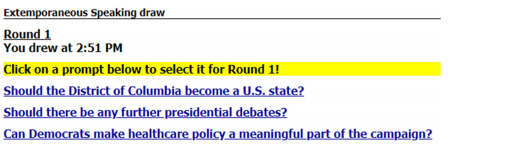 Extemporaneous Speaking draw
Round 1
You drew at 2:51 PM
Click on a prompt below to select it for Round 1!
Should the District of Columbia become a U.S. state?
Should there be any further presidential debates?
Can Democrats make healthcare policy a meaningful part of the campaign?